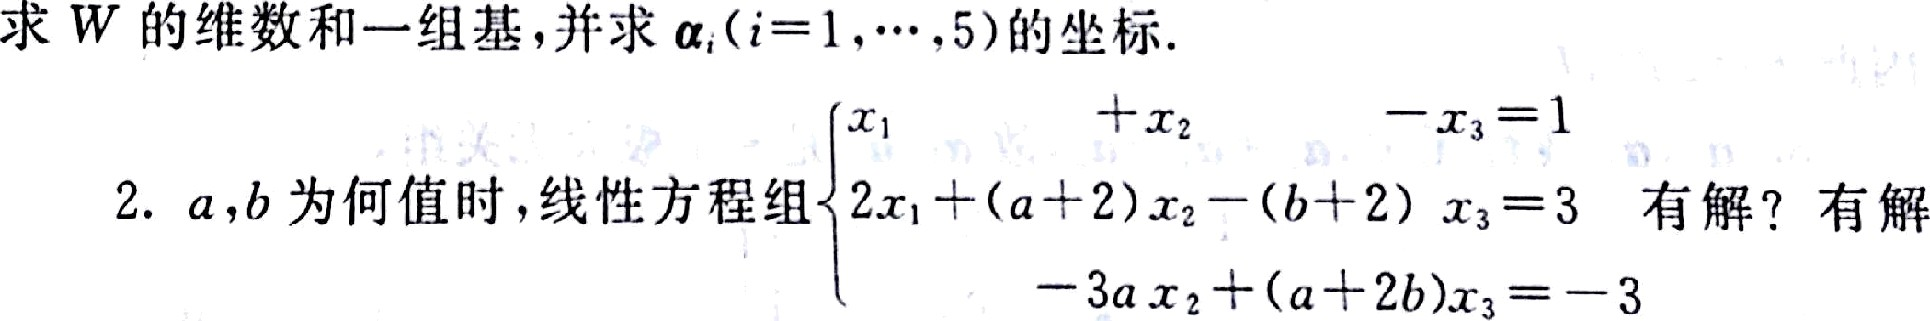 求 W 的维数和一组基,并求 αᵢ(i=1,⋯,5)的坐标.
x₁ +x₂ -x₃=1
2. a,b 为何值时,线性方程组 2x₁+(a+2)x₂-(b+2) x₃=3 有解? 有解
-3a x₂+(a+2b)x₃=-3